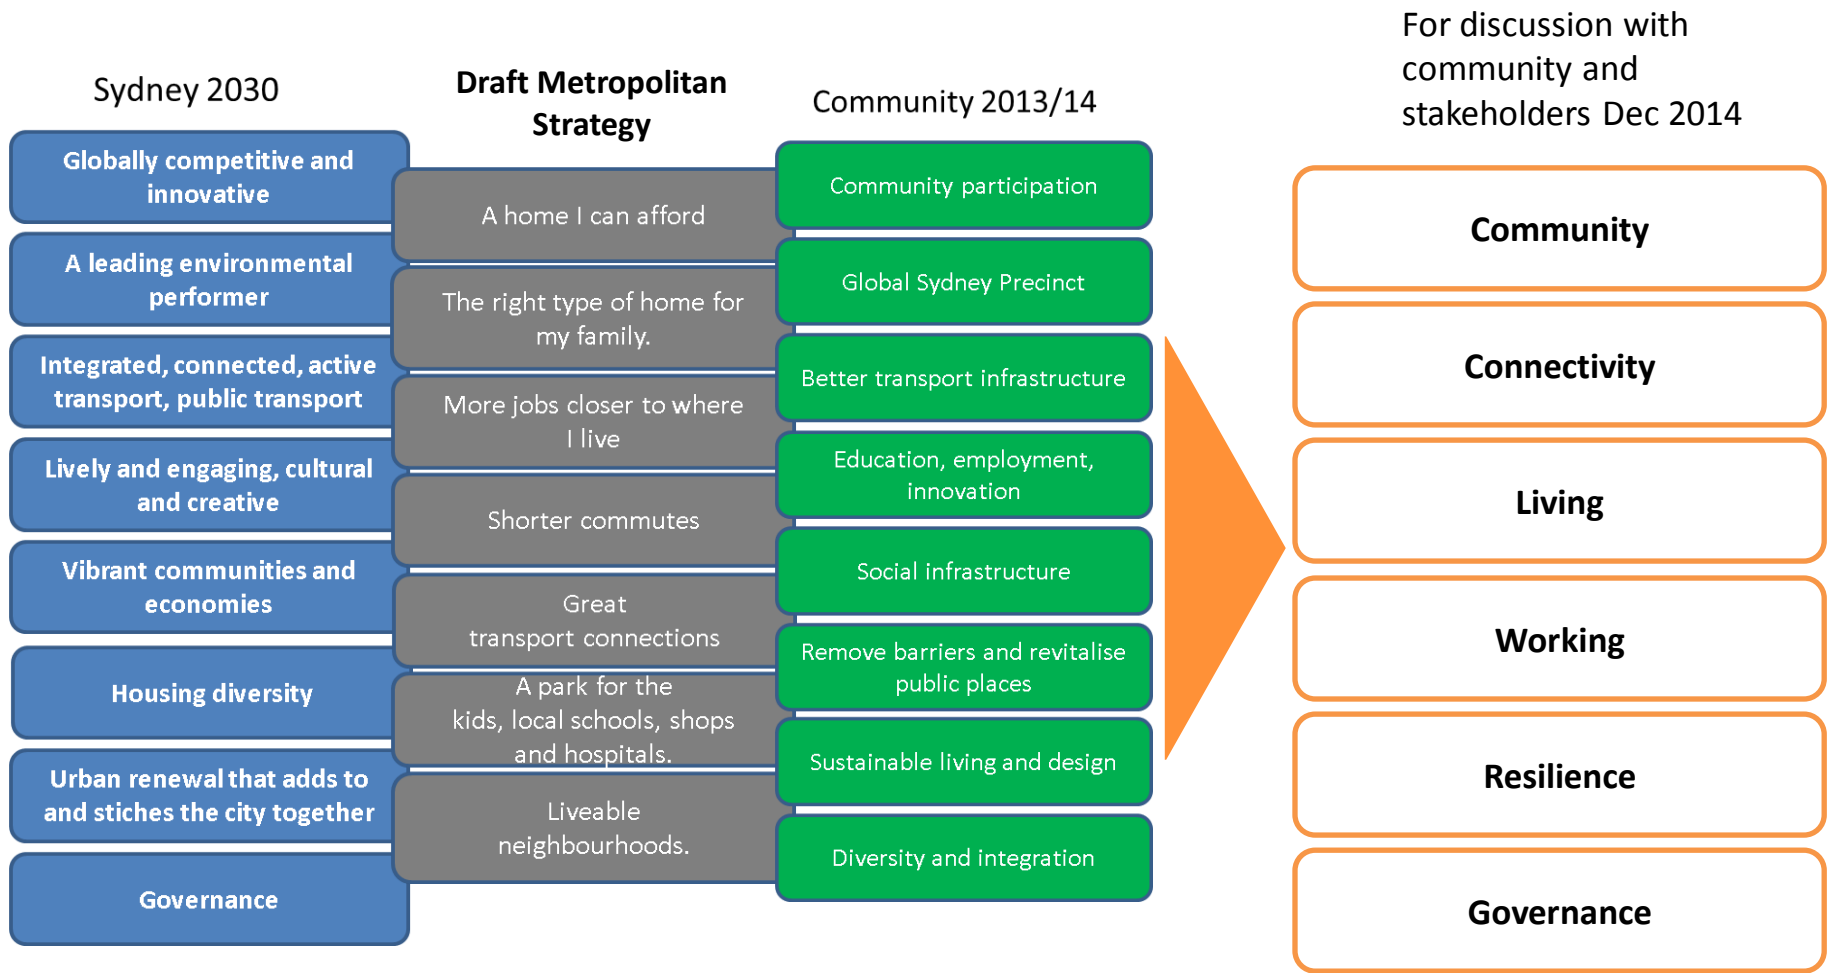 Sydney 2030
Globally competitive and
innovative
A leading environmental
performer
Integrated, connected, active
transport, public transport
Lively and engaging, cultural
and creative
Vibrant communities and
economies
Housing diversity
Urban renewal that adds to
and stiches the city together
Governance
Draft Metropolitan
Strategy
A home I can afford
The right type of home for
my family.
More jobs closer to where
I live
Shorter commutes
Great
transport connections
A park for the
kids, local schools, shops
and hospitals.
Liveable
neighbourhoods.
Community 2013/14
Community participation
Global Sydney Precinct
Better transport infrastructure
Education, employment,
innovation
Social infrastructure
Remove barriers and revitalise
public places
Sustainable living and design
Diversity and integration
For discussion with
community and
stakeholders Dec 2014
Community
Connectivity
Living
Working
Resilience
Governance